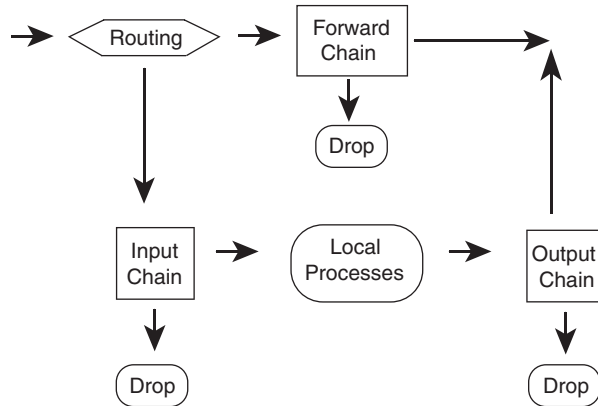 Routing
Forward
Chain
Drop
Input
Chain
Local
Processes
Output
Chain
Drop
Drop